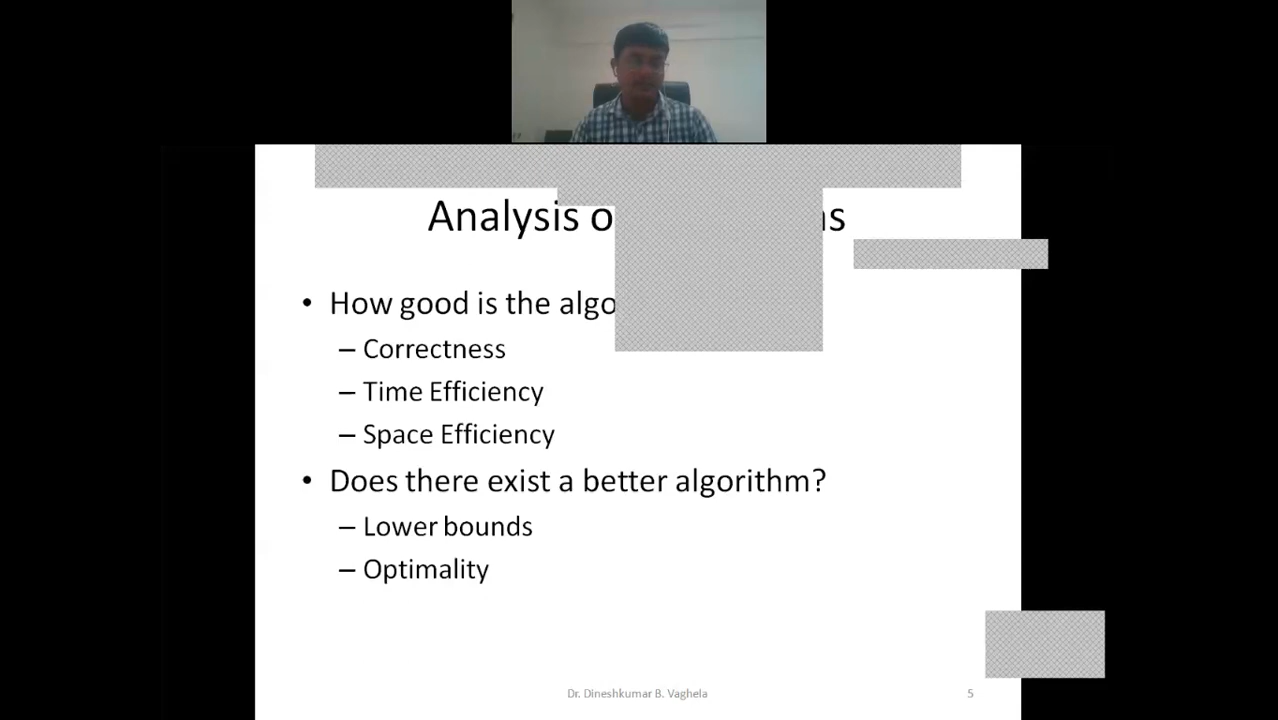 Analysis o
ns
• How good is the algo
– Correctness
– Time Efficiency
– Space Efficiency
• Does there exist a better algorithm?
– Lower bounds
– Optimality
Dr. Dineshkumar B. Vaghela
5